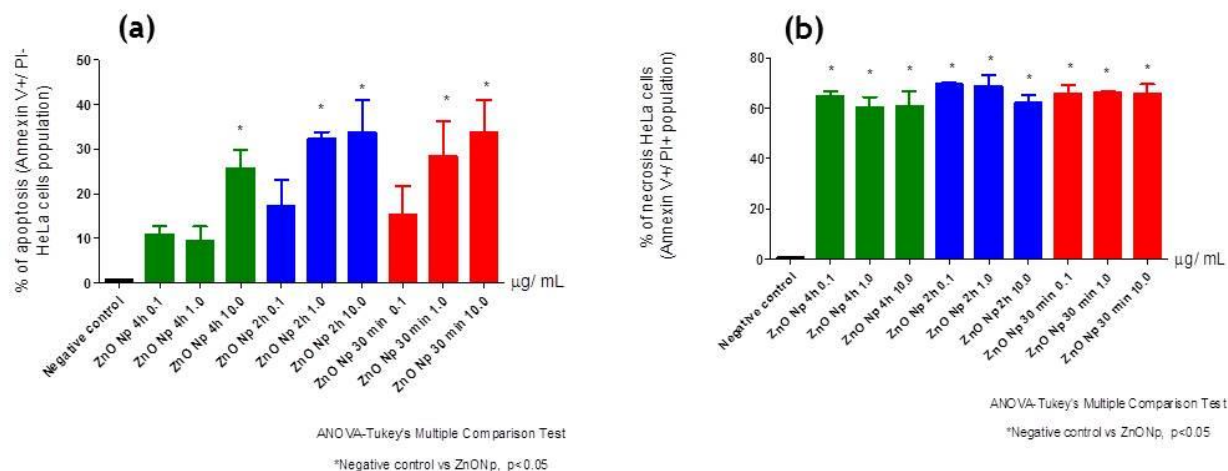 (a)
% of apoptosis (Annexin V+/ PI-
HeLa cells population)
50
40
30
20
10
0
*
*
*
*
*
µg/ mL
Negative control
ZnO Np 4h 0.1
ZnO Np 4h 1.0
ZnO Np 4h 10.0
ZnO Np 2h 0.1
ZnO Np 2h 1.0
ZnO Np 2h 10.0
ZnO Np 30 min 0.1
ZnO Np 30 min 1.0
ZnO Np 30 min 10.0
ANOVA-Tukey's Multiple Comparison Test
*Negative control vs ZnONp, p<0.05
(b)
% of necrosis HeLa cells
(Annexin V+/ PI+ population)
80
60
40
20
0
*
*
*
*
*
*
*
*
*
µg/ mL
Negative control
ZnO Np 4h 0.1
ZnO Np 4h 1.0
ZnO Np 4h 10.0
ZnO Np 2h 0.1
ZnO Np 2h 1.0
ZnO Np 2h 10.0
ZnO Np 30 min 0.1
ZnO Np 30 min 1.0
ZnO Np 30 min 10.0
ANOVA-Tukey's Multiple Comparison Test
*Negative control vs ZnONp, p<0.05